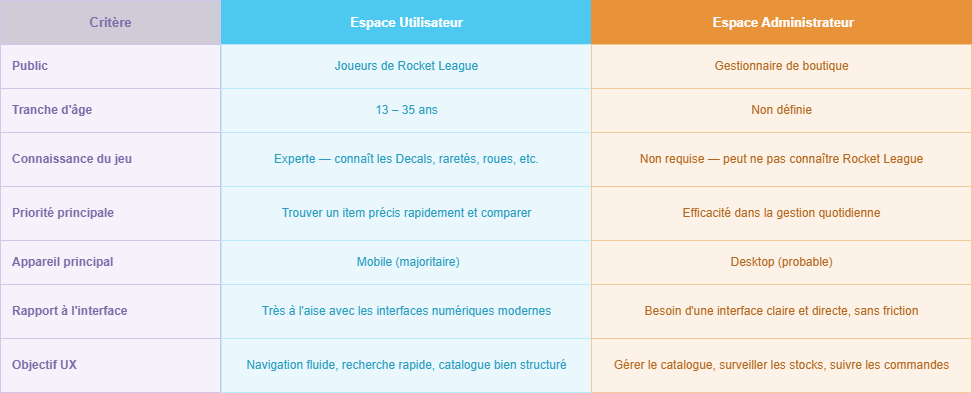 Critère Espace Utilisateur Espace Administrateur
Public Joueurs de Rocket League Gestionnaire de boutique
Tranche d'âge 13 – 35 ans Non définie
Connaissance du jeu Experte — connaît les Decals, raretés, roues, etc. Non requise — peut ne pas connaître Rocket League
Priorité principale Trouver un item précis rapidement et comparer Efficacité dans la gestion quotidienne
Appareil principal Mobile (majoritaire) Desktop (probable)
Rapport à l'interface Très à l'aise avec les interfaces numériques modernes Besoin d'une interface claire et directe, sans friction
Objectif UX Navigation fluide, recherche rapide, catalogue bien structuré Gérer le catalogue, surveiller les stocks, suivre les commandes